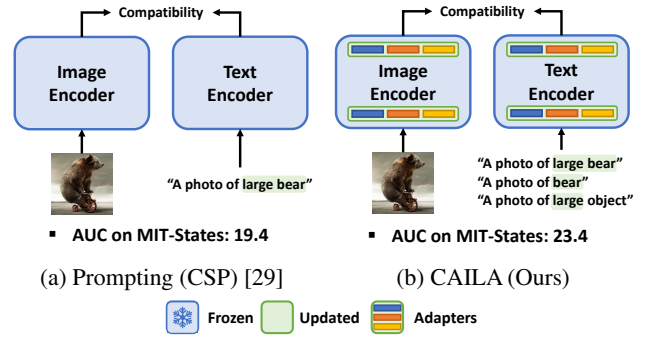 Compatibility
Image
Encoder
Text
Encoder
“A photo of large bear”
▪ AUC on MIT-States: 19.4
(a) Prompting (CSP) [29]
Compatibility
Image
Encoder
Text
Encoder
“A photo of large bear”
“A photo of bear”
“A photo of large object”
▪ AUC on MIT-States: 23.4
(b) CAILA (Ours)
Frozen
Updated
Adapters